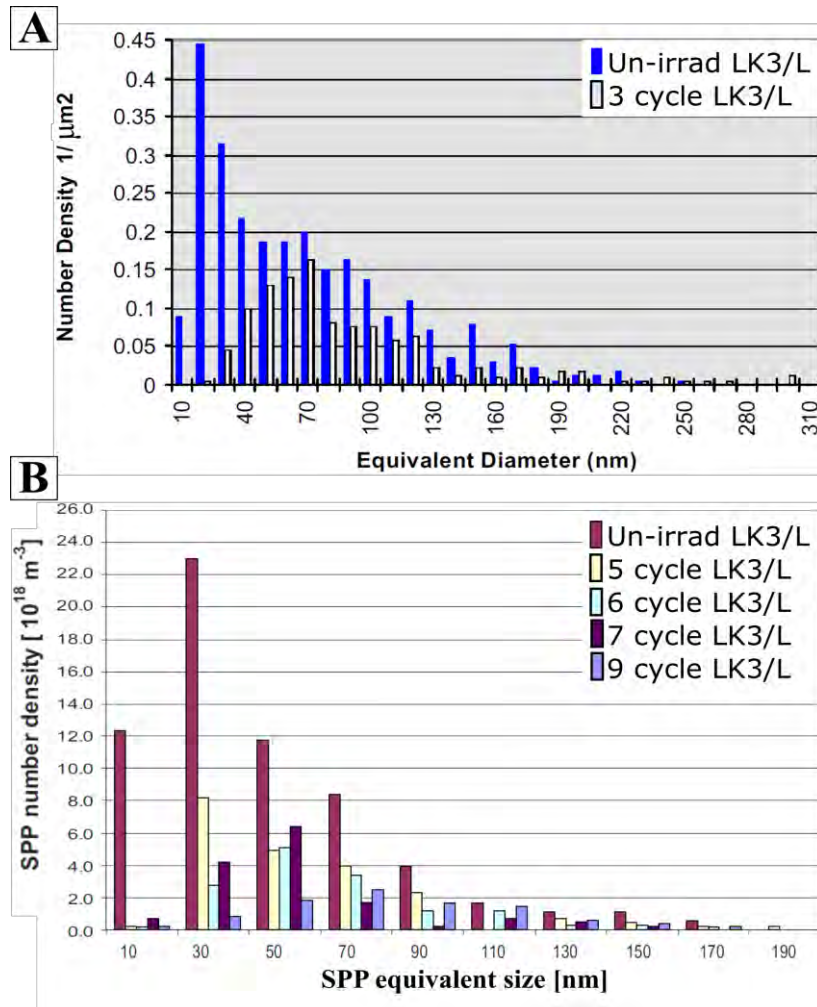 A
Number Density 1/ μm2
0.45
0.4
0.35
0.3
0.25
0.2
0.15
0.1
0.05
0
Un-irrad LK3/L
3 cycle LK3/L
10 40 70 100 130 160 190 220 250 280 310
Equivalent Diameter (nm)
B
SPP number density [10¹⁸ m⁻³]
26.0
24.0
22.0
20.0
18.0
16.0
14.0
12.0
10.0
8.0
6.0
4.0
2.0
0.0
Un-irrad LK3/L
5 cycle LK3/L
6 cycle LK3/L
7 cycle LK3/L
9 cycle LK3/L
10 30 50 70 90 110 130 150 170 190
SPP equivalent size [nm]